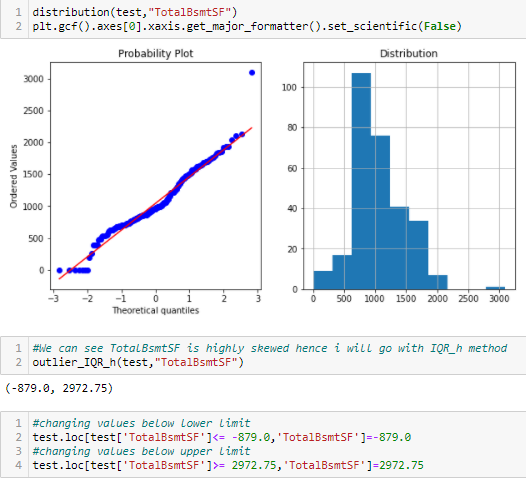 1 distribution(test,"TotalBsmtSF")
2 plt.gcf().axes[0].xaxis.get_major_formatter().set_scientific(False)
Probability Plot
3000
2500
2000
1500
1000
500
0
Ordered Values
−3 −2 −1 0 1 2 3
Theoretical quantiles
Distribution
100
80
60
40
20
0
0 500 1000 1500 2000 2500 3000
1 #We can see TotalBsmtSF is highly skewed hence i will go with IQR_h method
2 outlier_IQR_h(test,"TotalBsmtSF")
(-879.0, 2972.75)
1 #changing values below lower limit
2 test.loc[test['TotalBsmtSF']<= -879.0,'TotalBsmtSF']=-879.0
3 #changing values below upper limit
4 test.loc[test['TotalBsmtSF']>= 2972.75,'TotalBsmtSF']=2972.75